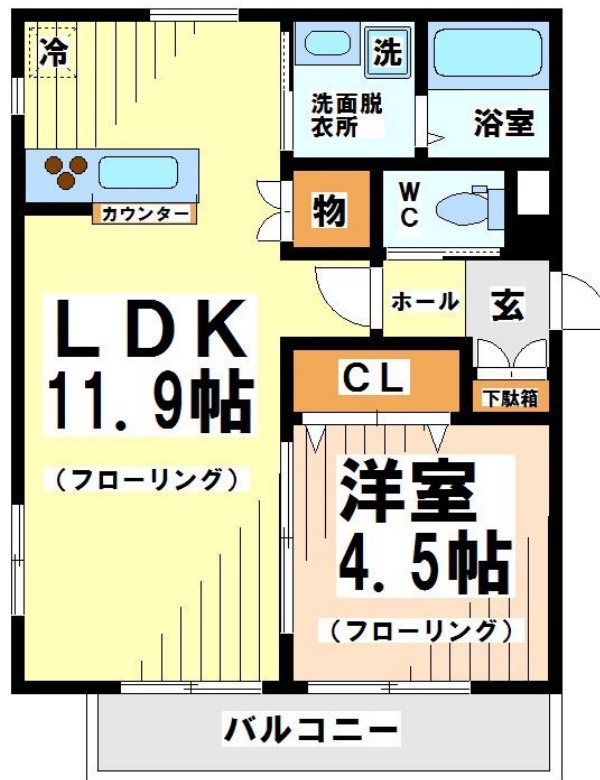 冷
洗
洗面脱
衣所
浴室
カウンター
物
WC
ホール
玄
LDK
11.9帖
(フローリング)
CL
下駄箱
洋室
4.5帖
(フローリング)
バルコニー